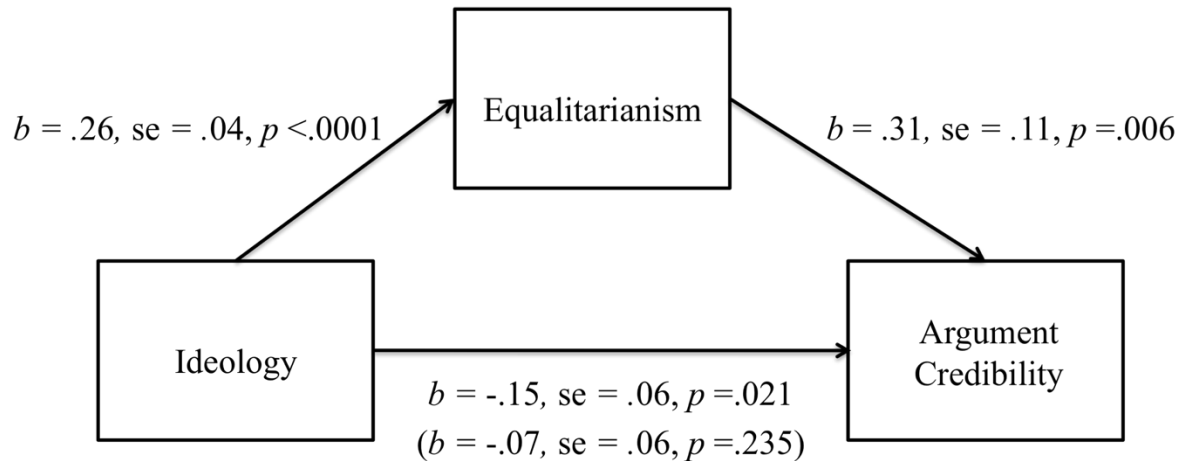 Equalitarianism
b = .26, se = .04, p <.0001
b = .31, se = .11, p =.006
Ideology
Argument
Credibility
b = -.15, se = .06, p =.021
(b = -.07, se = .06, p =.235)